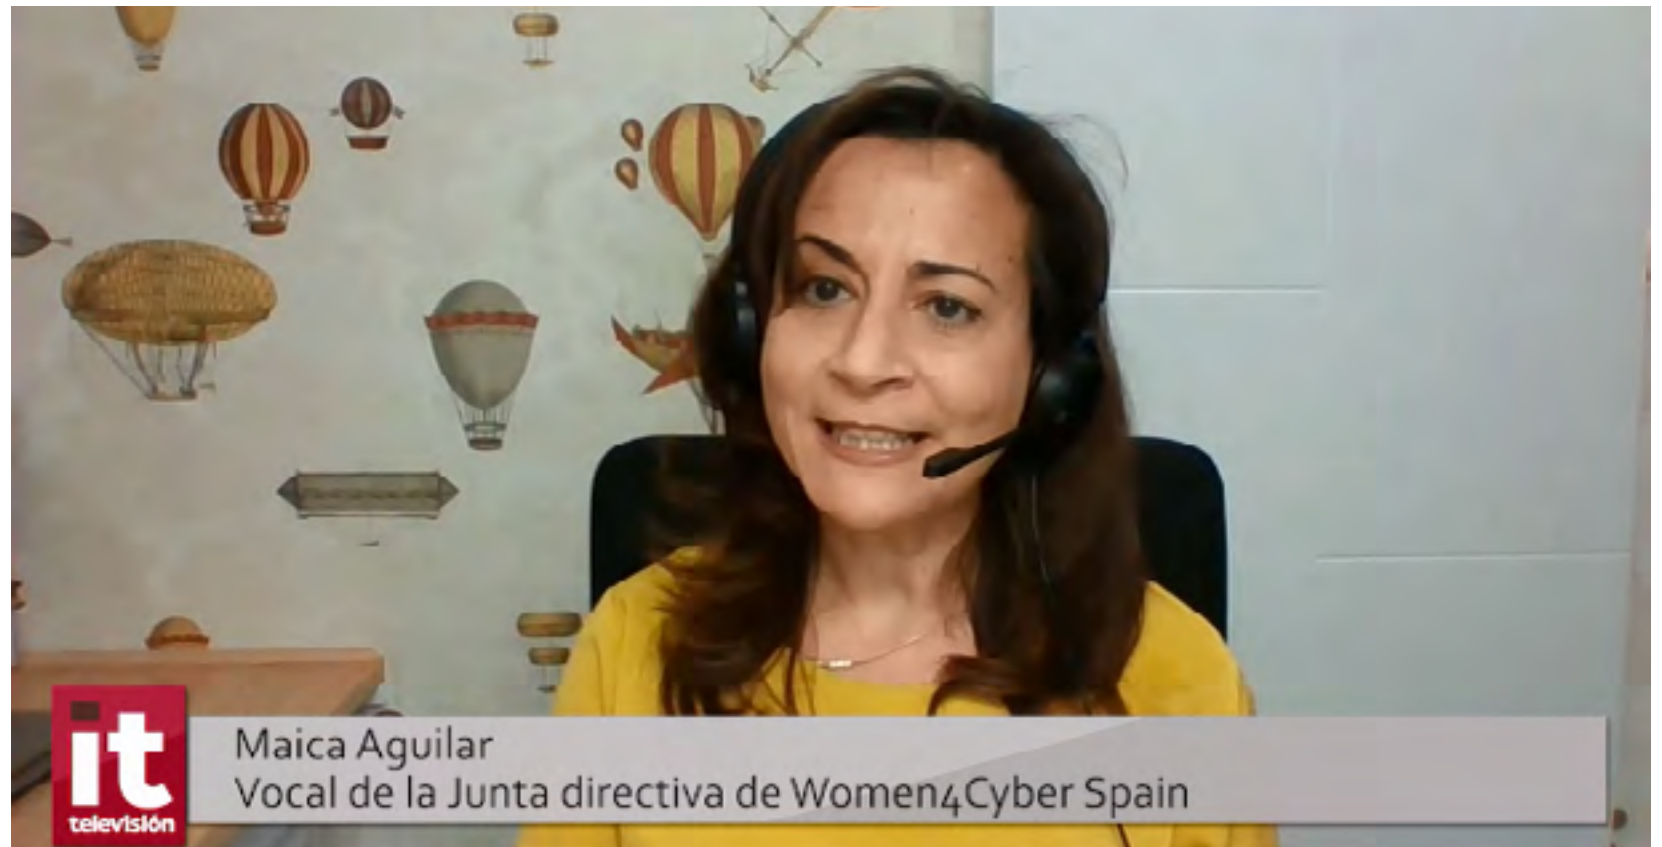 Maica Aguilar
Vocal de la Junta directiva de Women4Cyber Spain
it
televisión